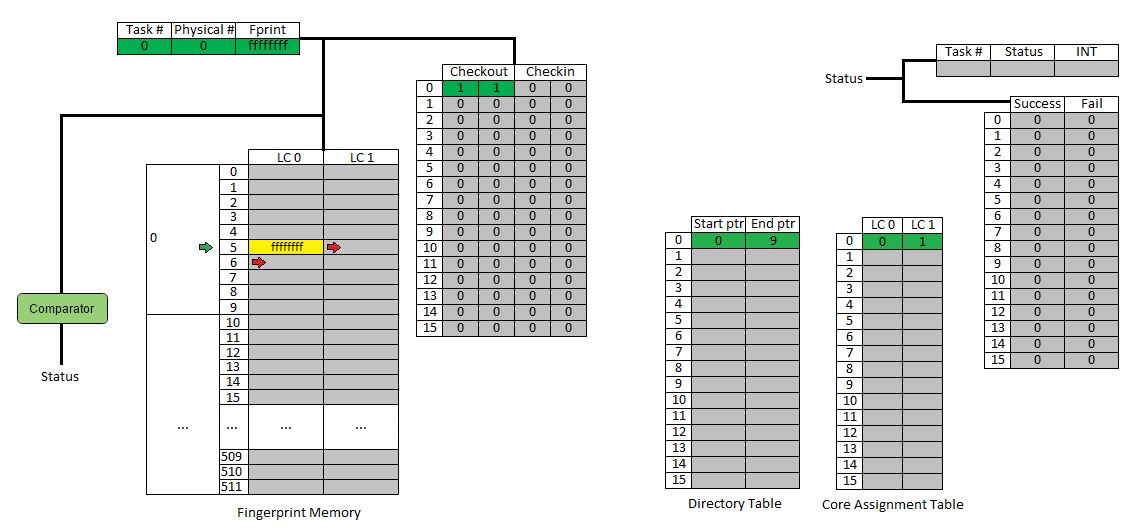 Task # Physical # Fprint
0 0 ffffffff
Checkout Checkin
0 1 1 0 0
1 0 0 0 0
2 0 0 0 0
3 0 0 0 0
4 0 0 0 0
5 0 0 0 0
6 0 0 0 0
7 0 0 0 0
8 0 0 0 0
9 0 0 0 0
10 0 0 0 0
11 0 0 0 0
12 0 0 0 0
13 0 0 0 0
14 0 0 0 0
15 0 0 0 0
LC 0 LC 1
0
0
1
2
3
4
5 ffffffff
6
7
8
9
10
11
12
13
14
15
... ... ... ...
509
510
511
Fingerprint Memory
Comparator
Status
Status
Task # Status INT
Success Fail
0 0 0
1 0 0
2 0 0
3 0 0
4 0 0
5 0 0
6 0 0
7 0 0
8 0 0
9 0 0
10 0 0
11 0 0
12 0 0
13 0 0
14 0 0
15 0 0
Start ptr End ptr
0 0 9
1
2
3
4
5
6
7
8
9
10
11
12
13
14
15
Directory Table
LC 0 LC 1
0 0 1
1
2
3
4
5
6
7
8
9
10
11
12
13
14
15
Core Assignment Table